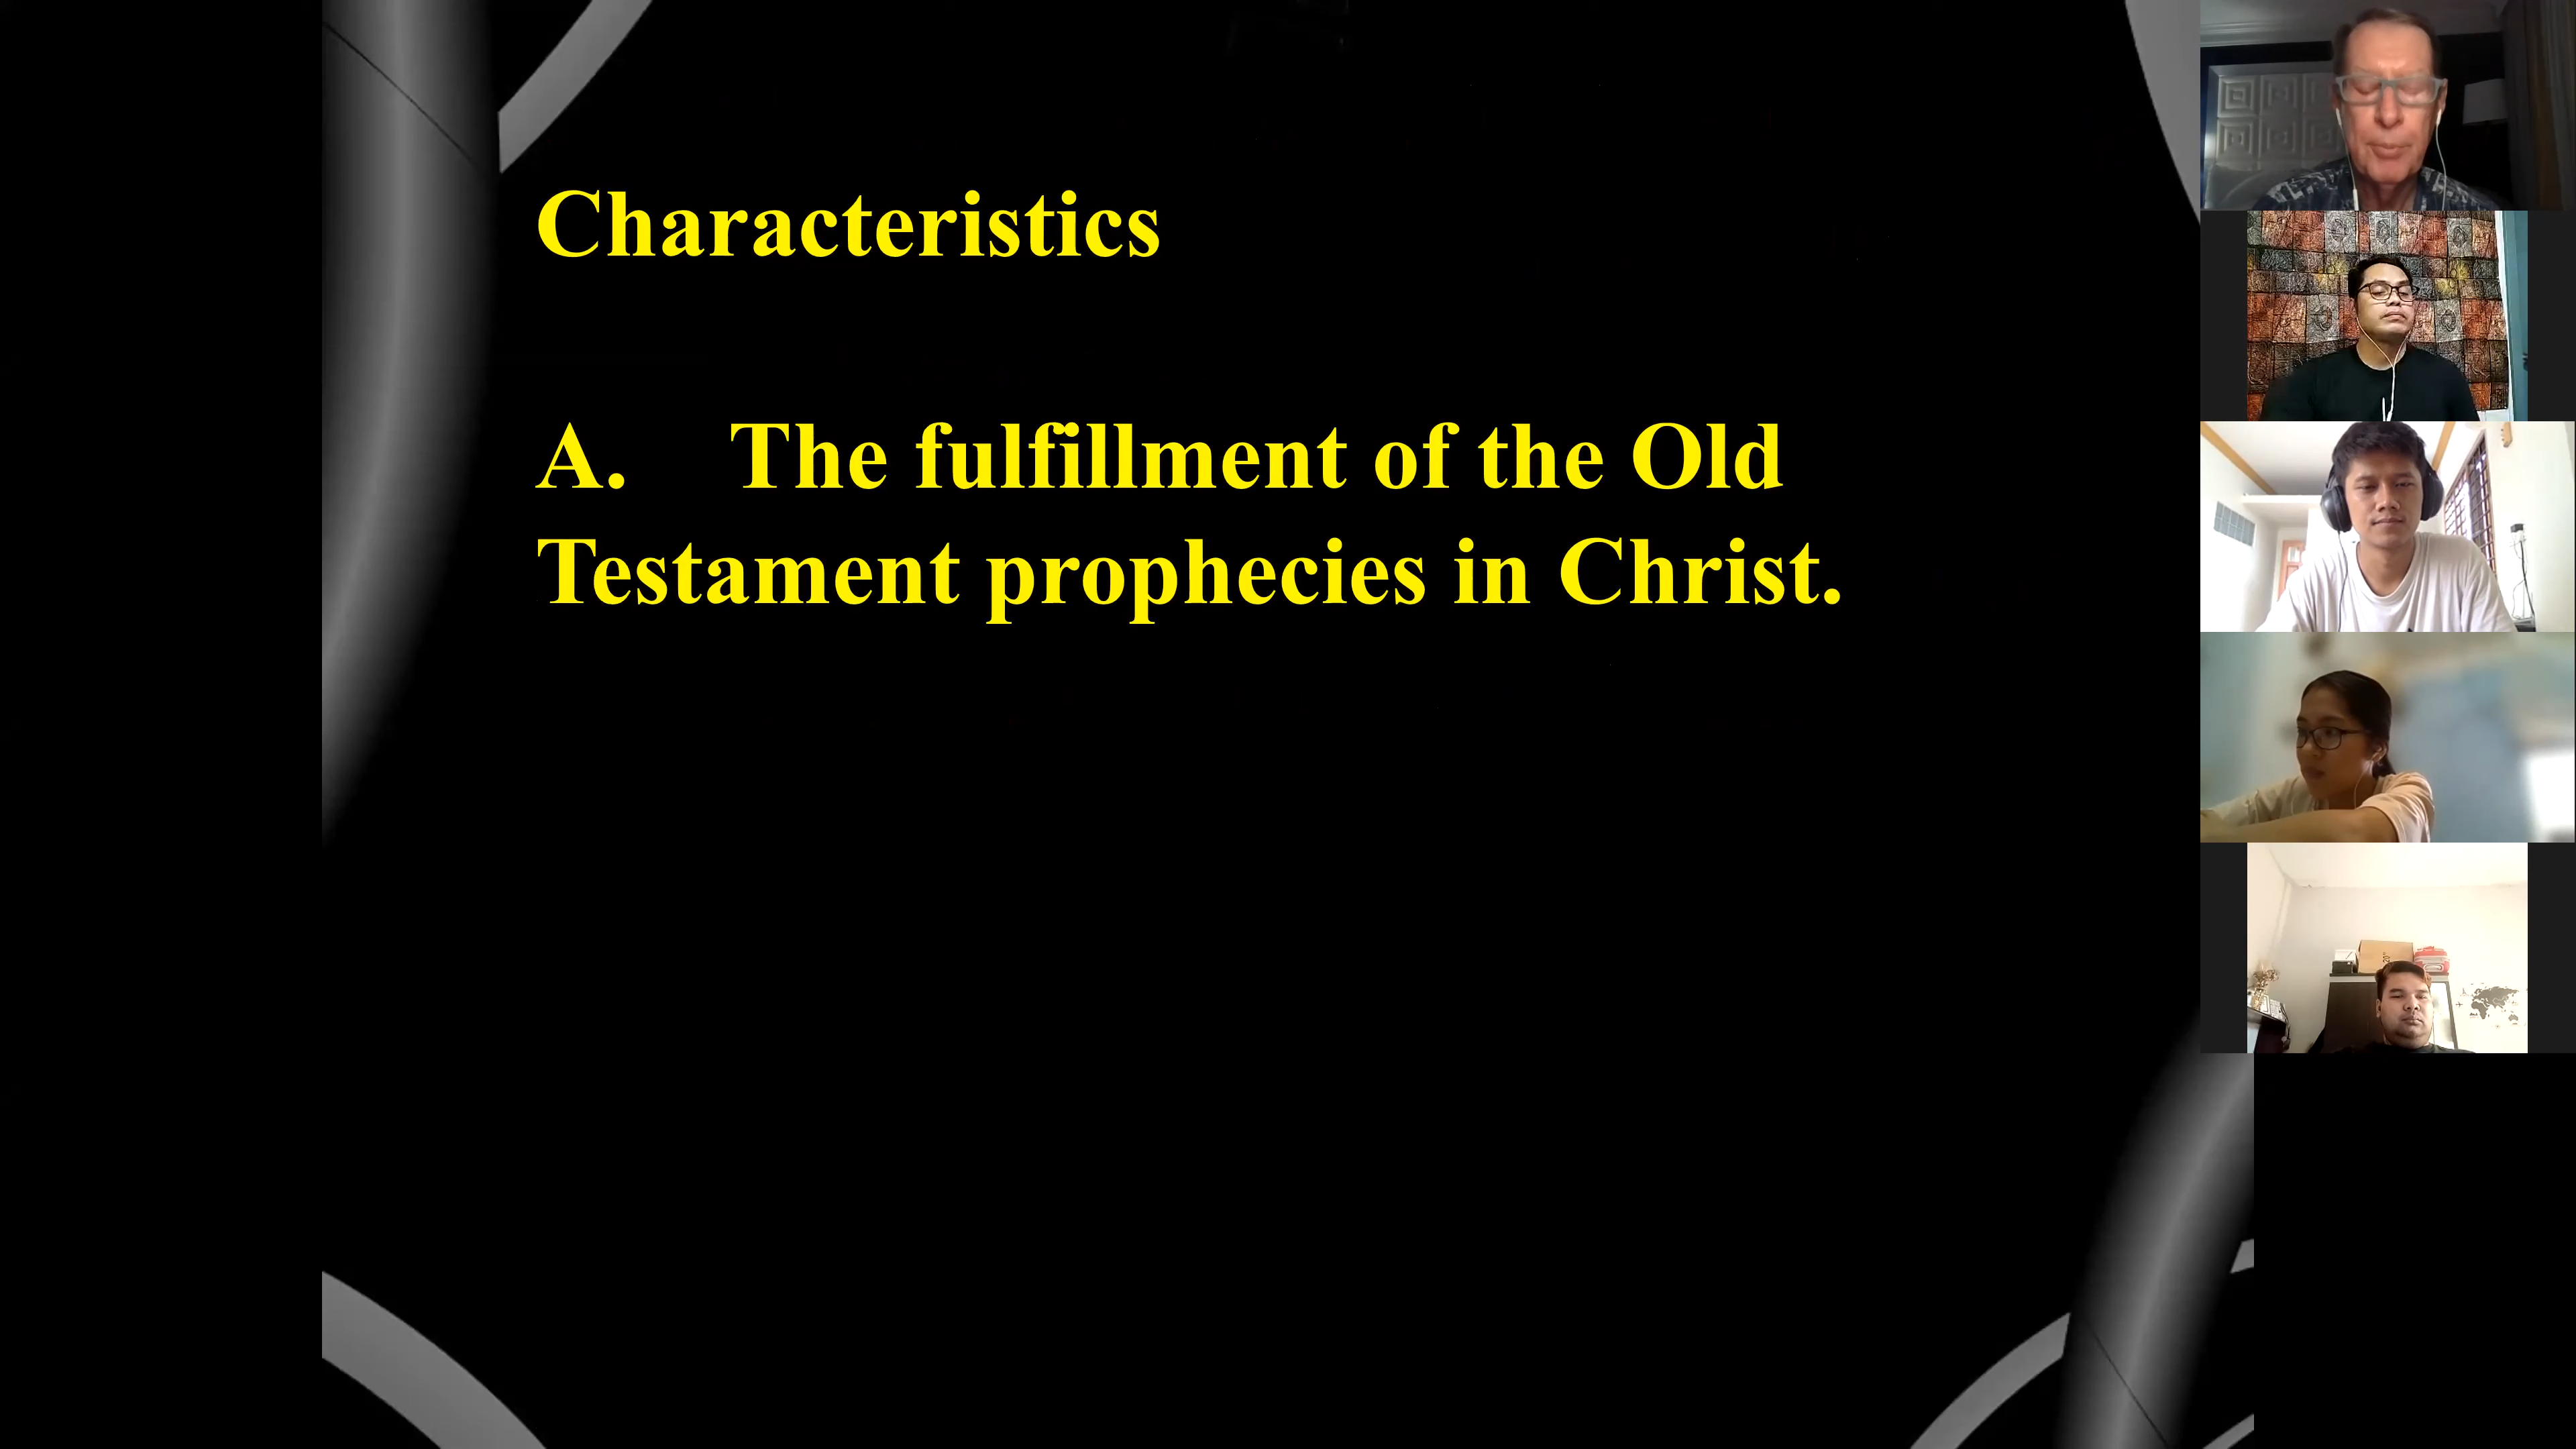 Characteristics
A. The fulfillment of the Old
Testament prophecies in Christ.